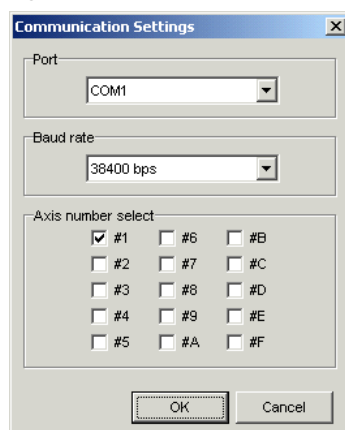 Communication Settings
Port
COM1
Baud rate
38400 bps
Axis number select
#1 #6 #B
#2 #7 #C
#3 #8 #D
#4 #9 #E
#5 #A #F
OK Cancel